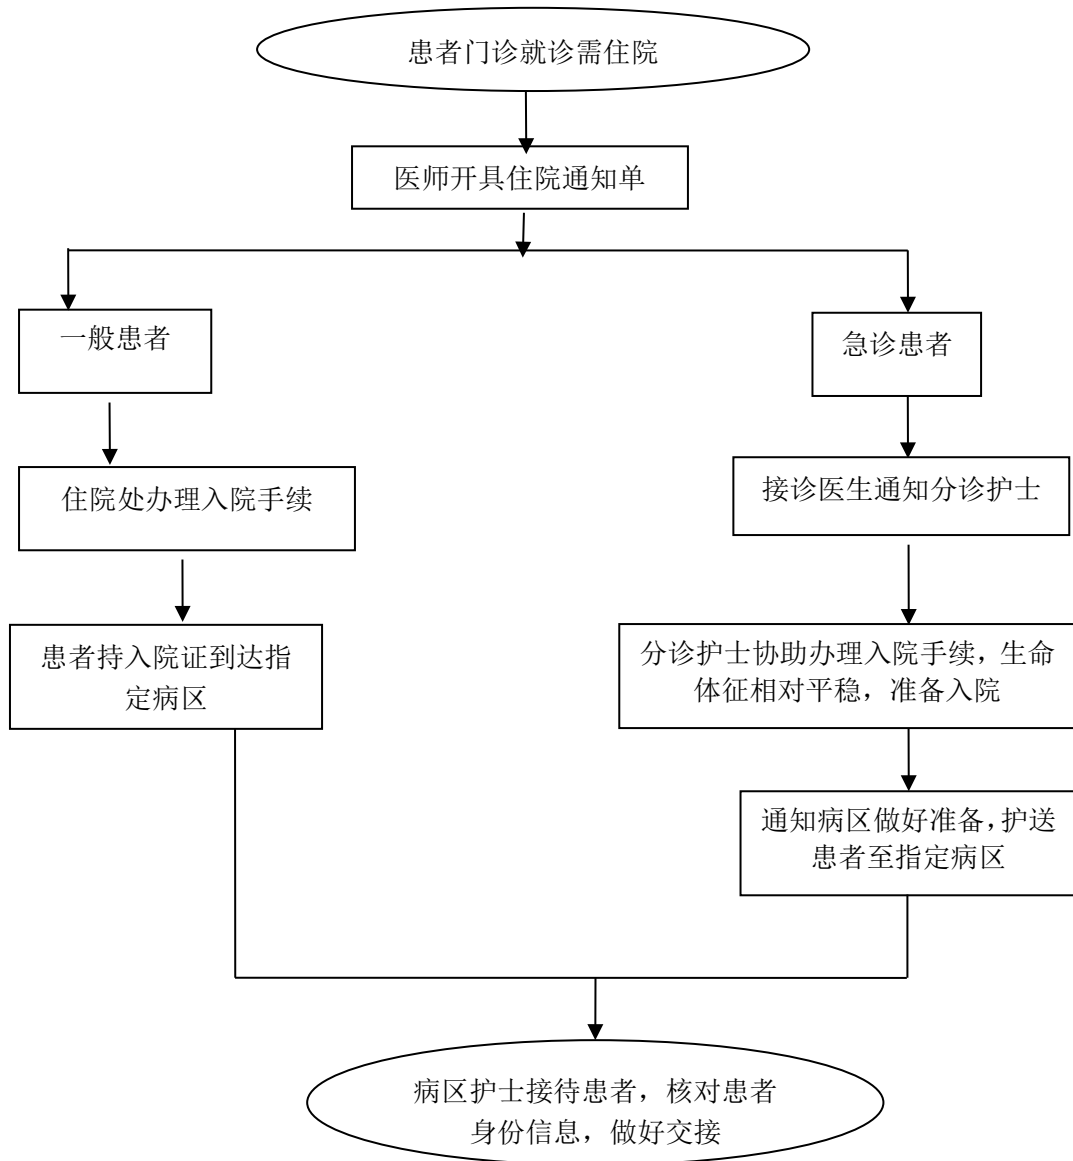 患者门诊就诊需住院
医师开具住院通知单
一般患者
急诊患者
住院处办理入院手续
接诊医生通知分诊护士
患者持入院证到达指
定病区
分诊护士协助办理入院手续，生命
体征相对平稳，准备入院
通知病区做好准备，护送
患者至指定病区
病区护士接待患者，核对患者
身份信息，做好交接